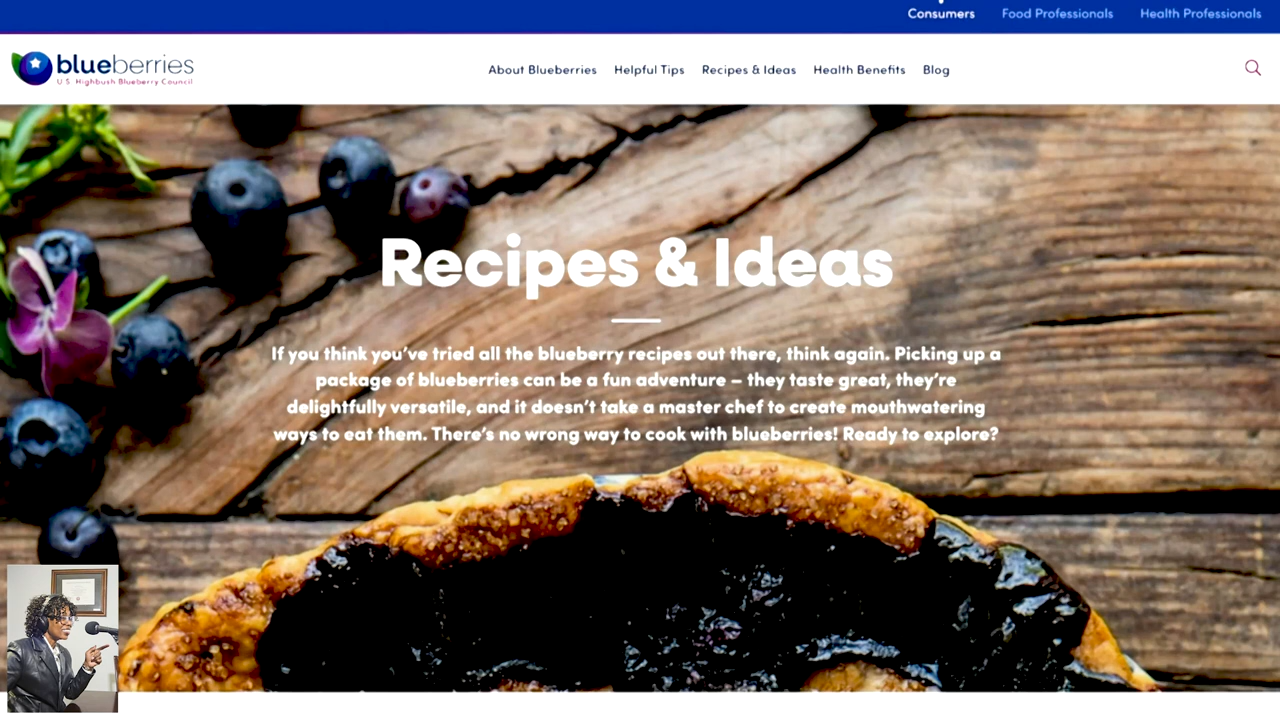 Consumers Food Professionals Health Professionals
blueberries
U.S. Highbush Blueberry Council
About Blueberries Helpful Tips Recipes & Ideas Health Benefits Blog
Recipes & Ideas
If you think you’ve tried all the blueberry recipes out there, think again. Picking up a
package of blueberries can be a fun adventure – they taste great, they’re
delightfully versatile, and it doesn’t take a master chef to create mouthwatering
ways to eat them. There’s no wrong way to cook with blueberries! Ready to explore?